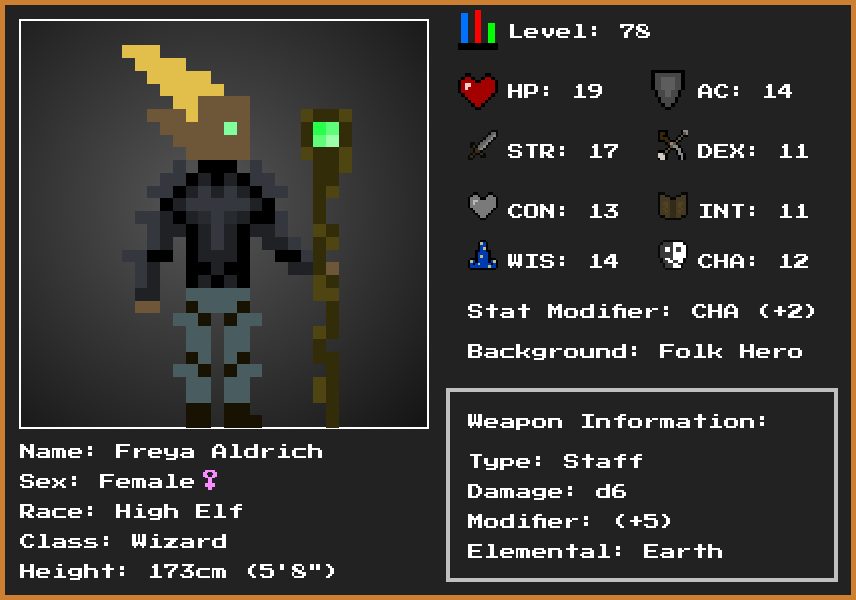 Level: 78
HP: 19
AC: 14
STR: 17
DEX: 11
CON: 13
INT: 11
WIS: 14
CHA: 12
Stat Modifier: CHA (+2)
Background: Folk Hero
Weapon Information:
Type: Staff
Damage: d6
Modifier: (+5)
Elemental: Earth
Name: Freya Aldrich
Sex: Female♀
Race: High Elf
Class: Wizard
Height: 173cm (5'8")